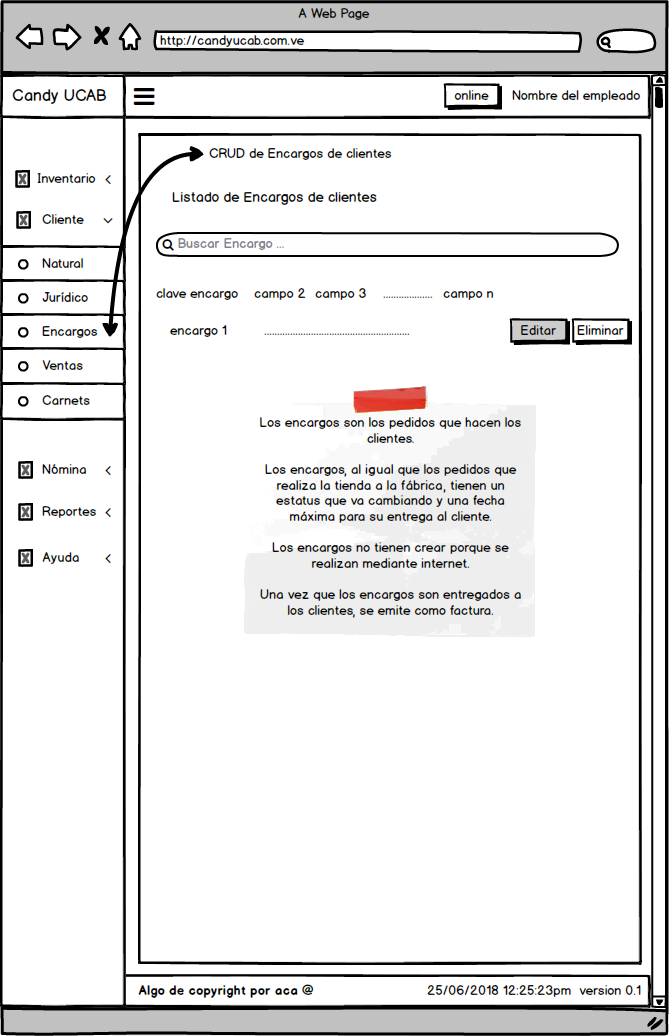 A Web Page
http://candyucab.com.ve
Candy UCAB
online
Nombre del empleado
Inventario
Cliente
Natural
Jurídico
Encargos
Ventas
Carnets
Nómina
Reportes
Ayuda
CRUD de Encargos de clientes
Listado de Encargos de clientes
Buscar Encargo ...
clave encargo campo 2 campo 3 ................... campo n
encargo 1 ........................................................ Editar Eliminar
Los encargos son los pedidos que hacen los
clientes.
Los encargos, al igual que los pedidos que
realiza la tienda a la fábrica, tienen un
estatus que va cambiando y una fecha
máxima para su entrega al cliente.
Los encargos no tienen crear porque se
realizan mediante internet.
Una vez que los encargos son entregados a
los clientes, se emite como factura.
Algo de copyright por aca @
25/06/2018 12:25:23pm version 0.1